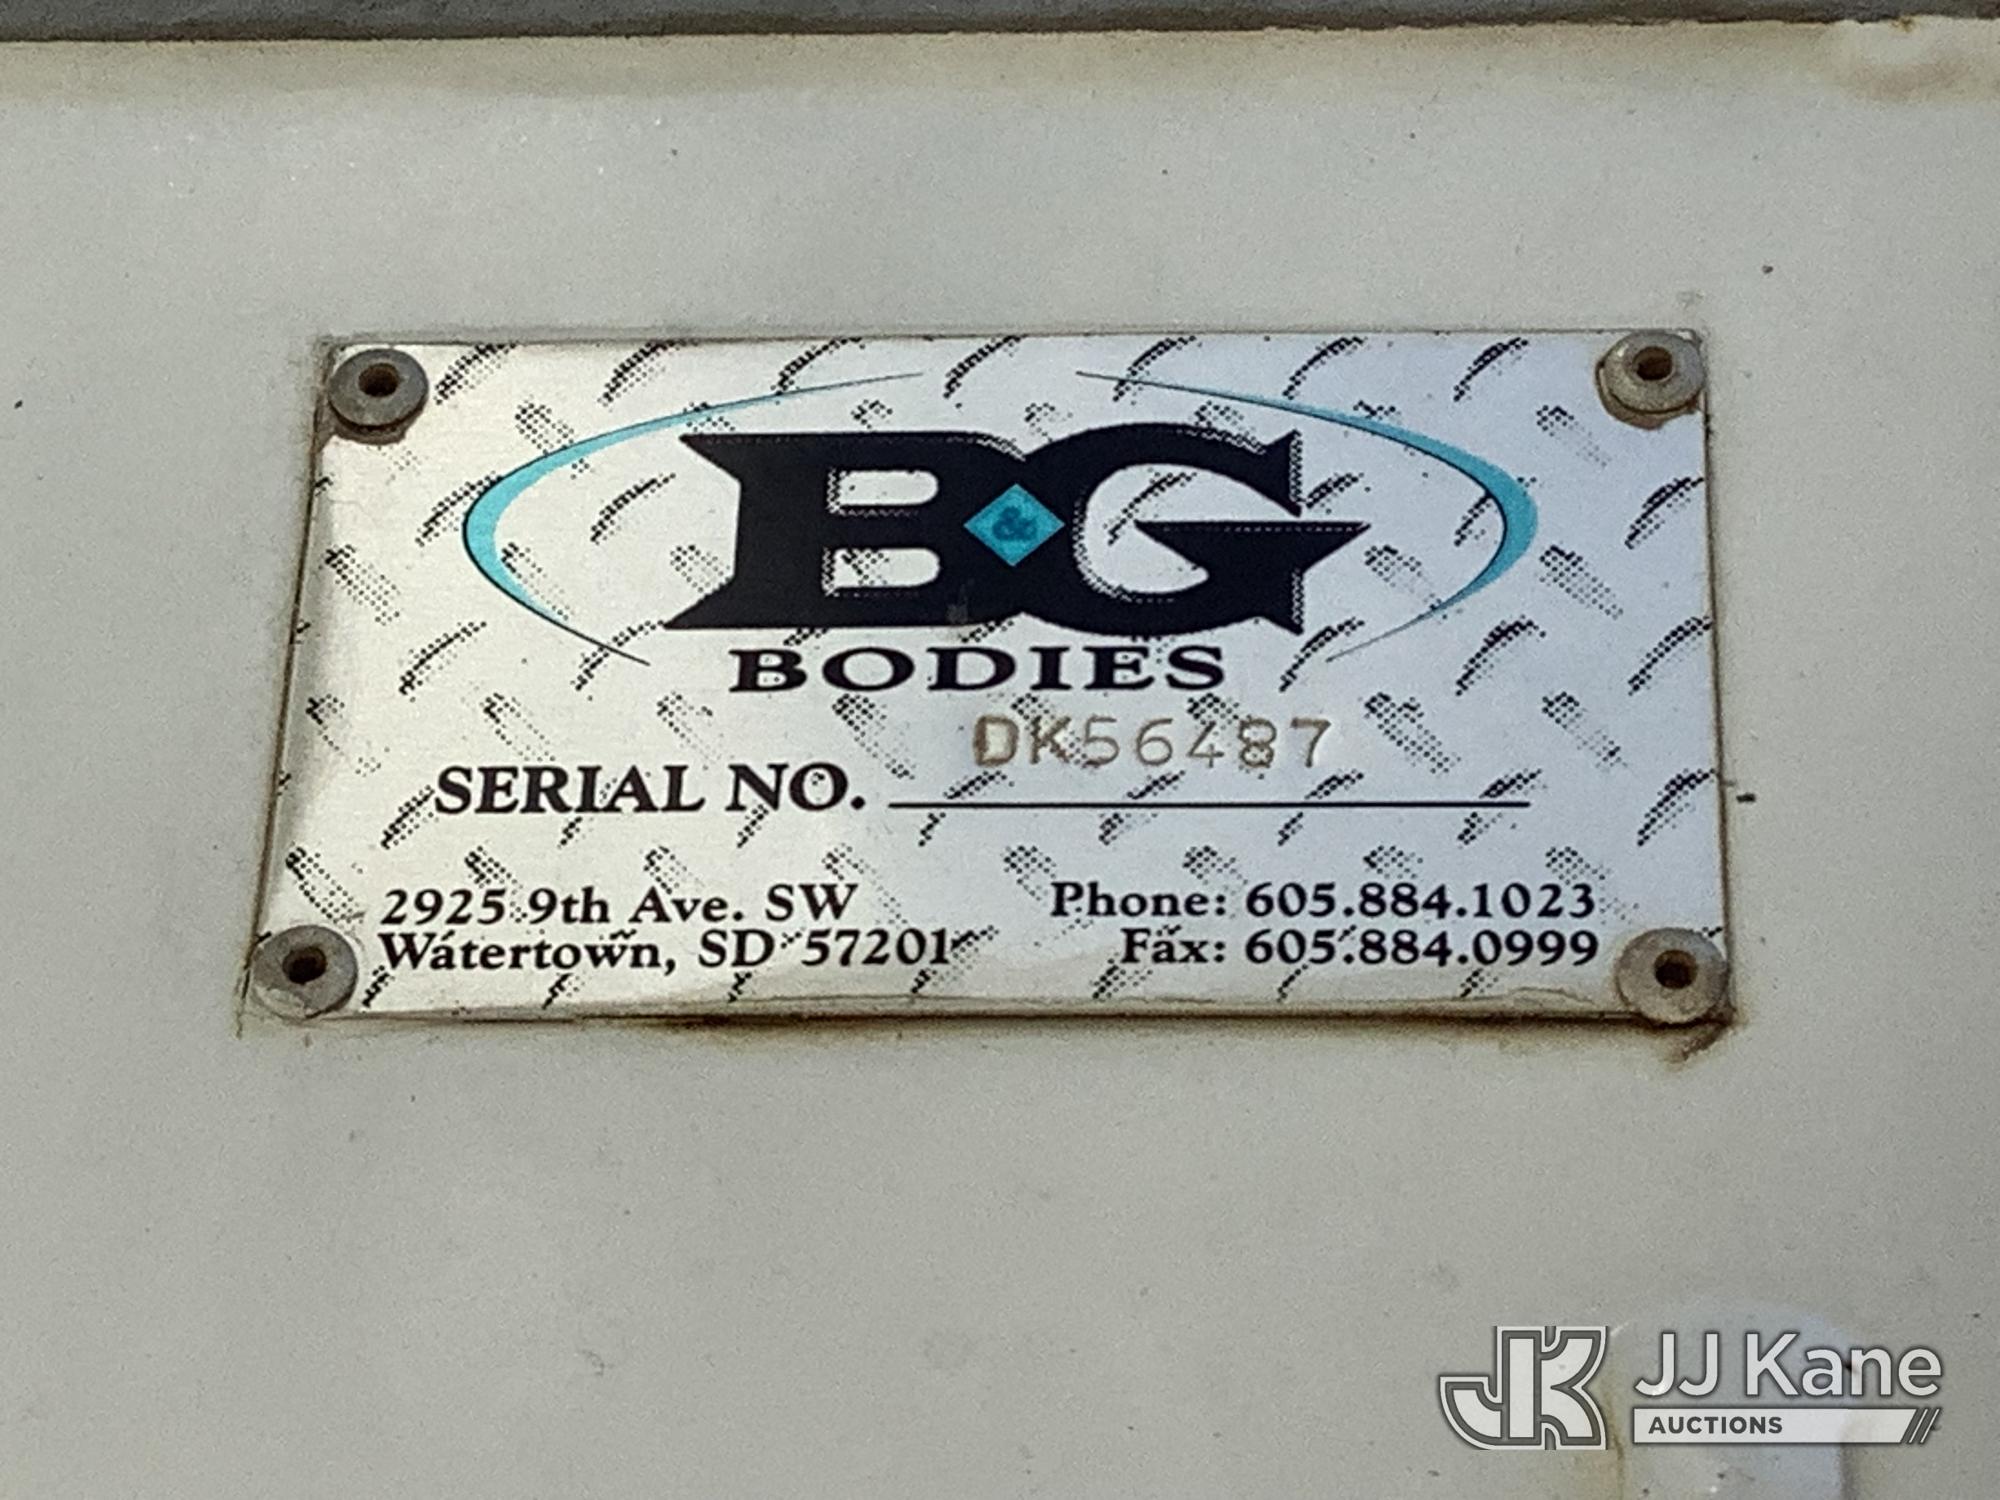 B&G
BODIES
DK56487
SERIAL NO.
2925 9th Ave. SW
Watertown, SD 57201
Phone: 605.884.1023
Fax: 605.884.0999
JK JJ Kane
AUCTIONS